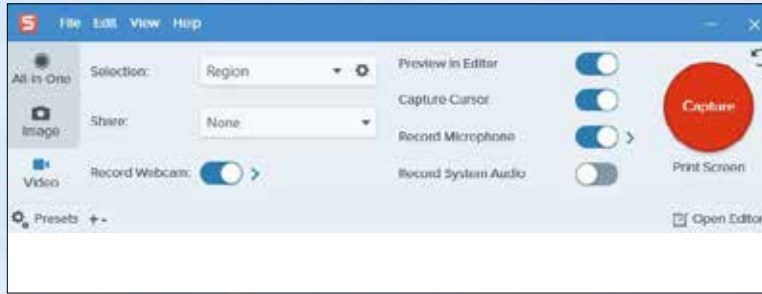 S File Edit View Help
All-in-One
Image
Video
Selection: Region
Share: None
Record Webcam:
Preview in Editor
Capture Cursor
Record Microphone
Record System Audio
Capture
Print Screen
Presets + -
Open Editor